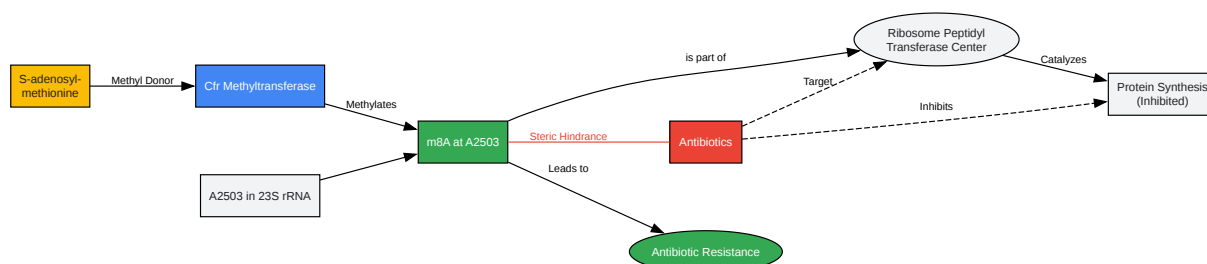 S-adenosyl-
methionine
Methyl Donor
Cfr Methyltransferase
Methylates
A2503 in 23S rRNA
m8A at A2503
is part of
Steric Hindrance
Leads to
Antibiotics
Antibiotic Resistance
Target
Ribosome Peptidyl
Transferase Center
Catalyzes
Inhibits
Protein Synthesis
(Inhibited)